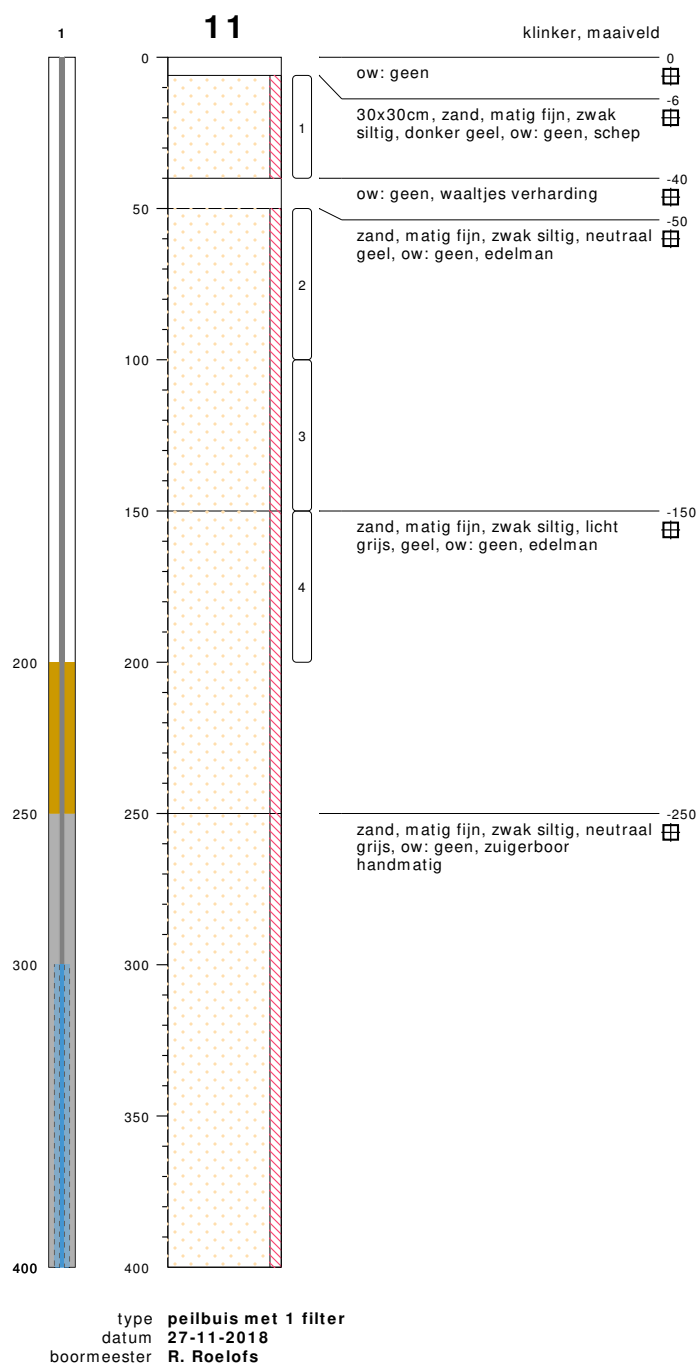 1
11
klinker, maaiveld
0
0
ow: geen
-6
30x30cm, zand, matig fijn, zwak
siltig, donker geel, ow: geen, schep
1
-40
ow: geen, waaltjes verharding
50
-50
zand, matig fijn, zwak siltig, neutraal
geel, ow: geen, edelman
2
100
3
150
-150
zand, matig fijn, zwak siltig, licht
grijs, geel, ow: geen, edelman
4
200
200
250
250
-250
zand, matig fijn, zwak siltig, neutraal
grijs, ow: geen, zuigerboor
handmatig
300
300
350
400
400
type peilbuis met 1 filter
datum 27-11-2018
boormeester R. Roelofs